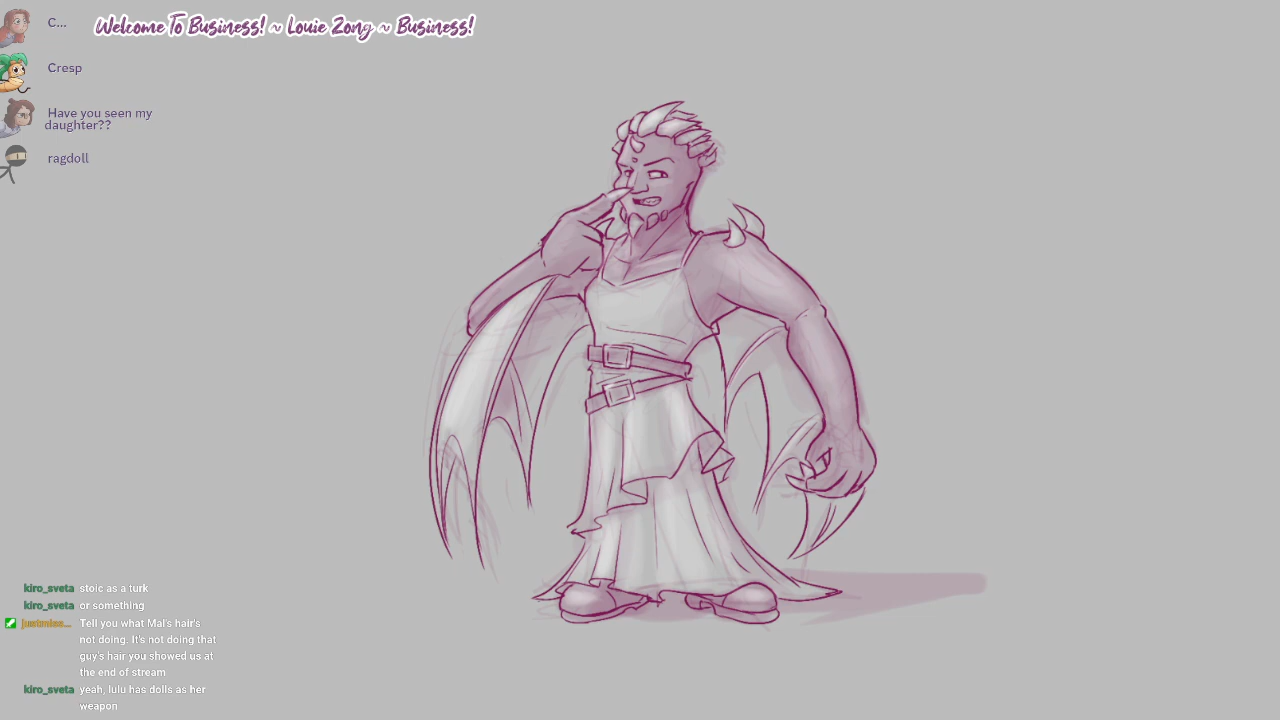 Welcome To Business! ~ Louie Zong ~ Business!
C...
Cresp
Have you seen my
daughter??
ragdoll
kiro_sveta stoic as a turk
kiro_sveta or something
justmiss... Tell you what Mal's hair's
not doing. It's not doing that
guy's hair you showed us at
the end of stream
kiro_sveta yeah, lulu has dolls as her
weapon